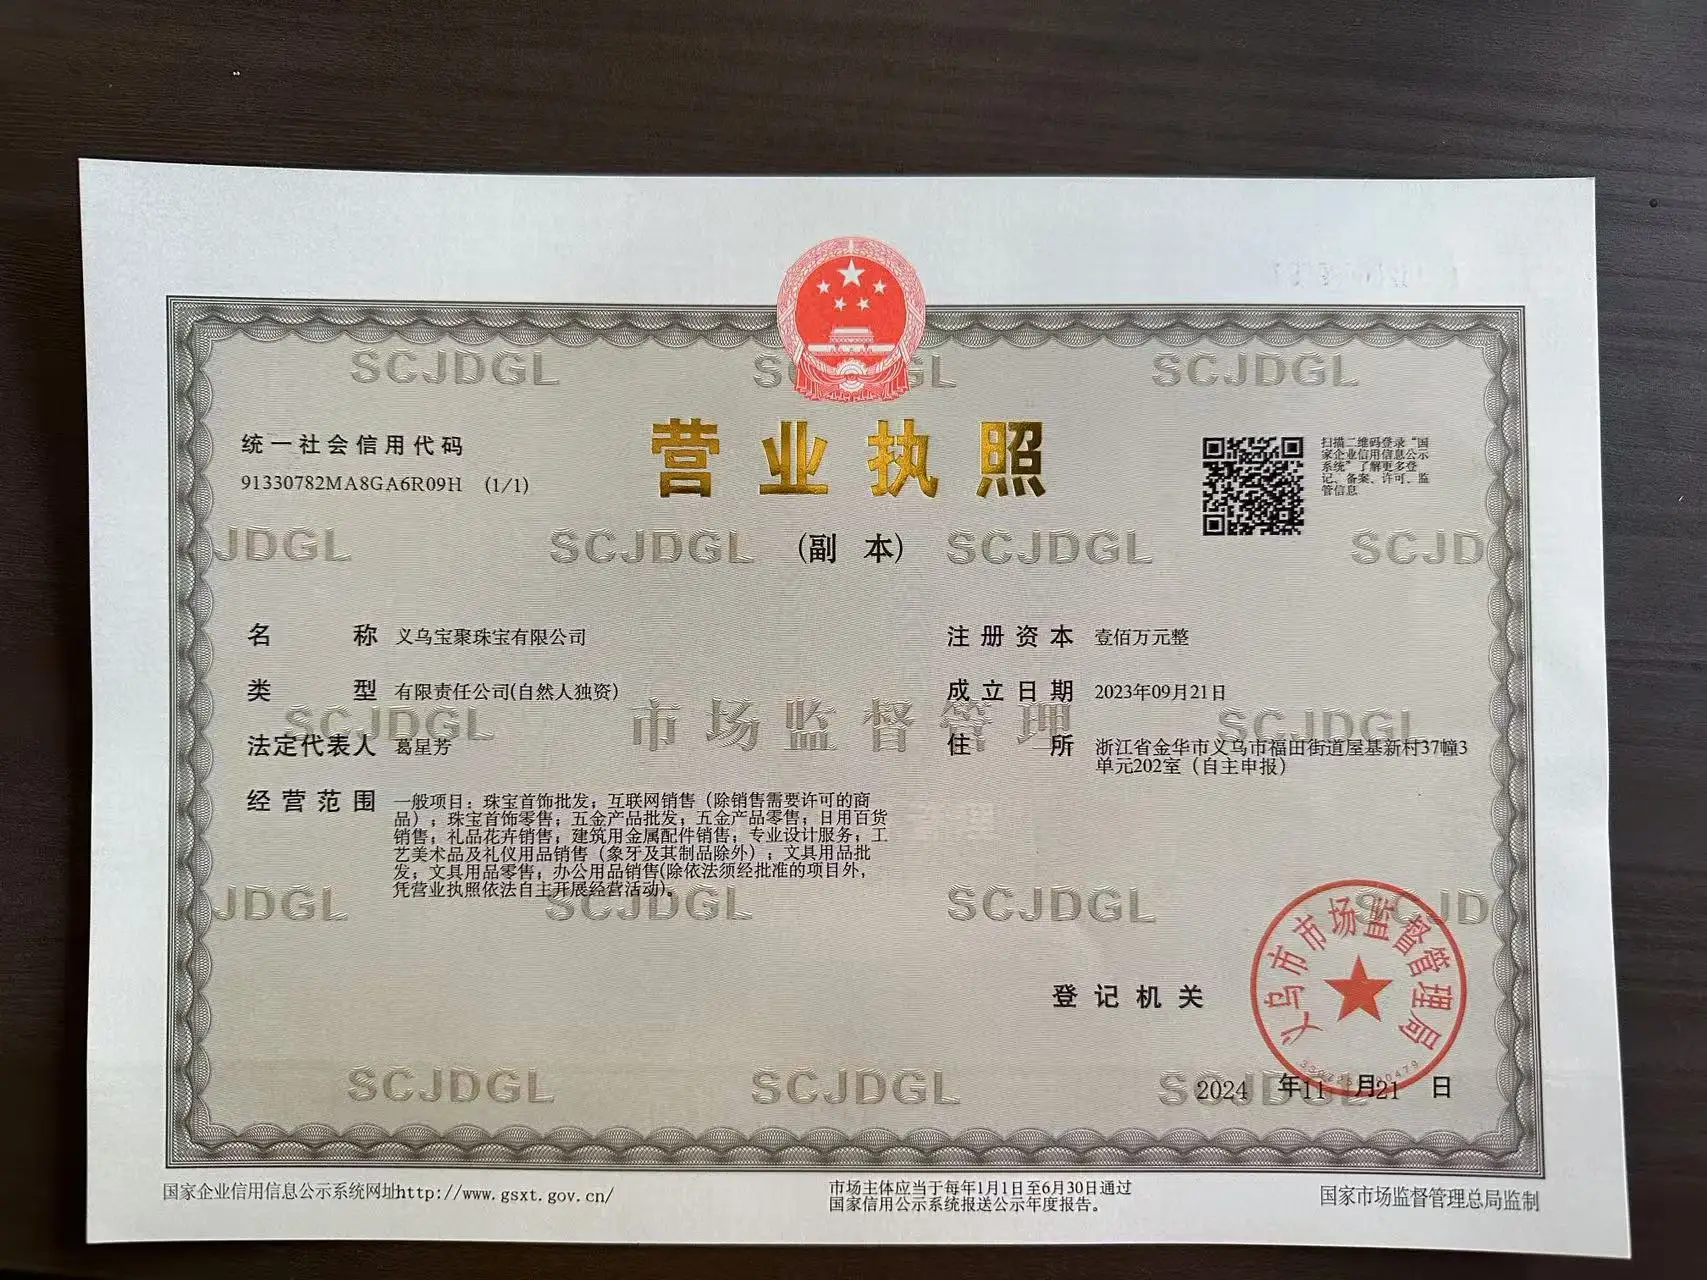 SCJDGL SCJDGL SCJDGL
营业执照
(副 本)
统一社会信用代码
91330782MA8GA6R09H (1/1)
扫描二维码登录“国
家企业信用信息公示
系统”了解更多登
记、备案、许可、监
管信息
JDGL SCJDGL SCJDGL SCJD
名 称 义乌宝聚珠宝有限公司
类 型 有限责任公司(自然人独资)
法定代表人 葛星芳
经营范围 一般项目：珠宝首饰批发；互联网销售（除销售需要许可的商
品）；珠宝首饰零售；五金产品批发；五金产品零售；日用百货
销售；礼品花卉销售；建筑用金属配件销售；专业设计服务；工
艺美术品及礼仪用品销售（象牙及其制品除外）；文具用品批
发；文具用品零售；办公用品销售(除依法须经批准的项目外，
凭营业执照依法自主开展经营活动)。
注册资本 壹佰万元整
成立日期 2023年09月21日
住 所 浙江省金华市义乌市福田街道屋基新村37幢3
单元202室（自主申报）
SCJDGL 市场监督管理 SCJDGL
JDGL SCJDGL SCJDGL SCJD
登记机关
义乌市市场监督管理局
2024 年11 月21 日
SCJDGL SCJDGL SCJDGL
国家企业信用信息公示系统网址http://www.gsxt.gov.cn/
市场主体应当于每年1月1日至6月30日通过
国家信用公示系统报送公示年度报告。
国家市场监督管理总局监制